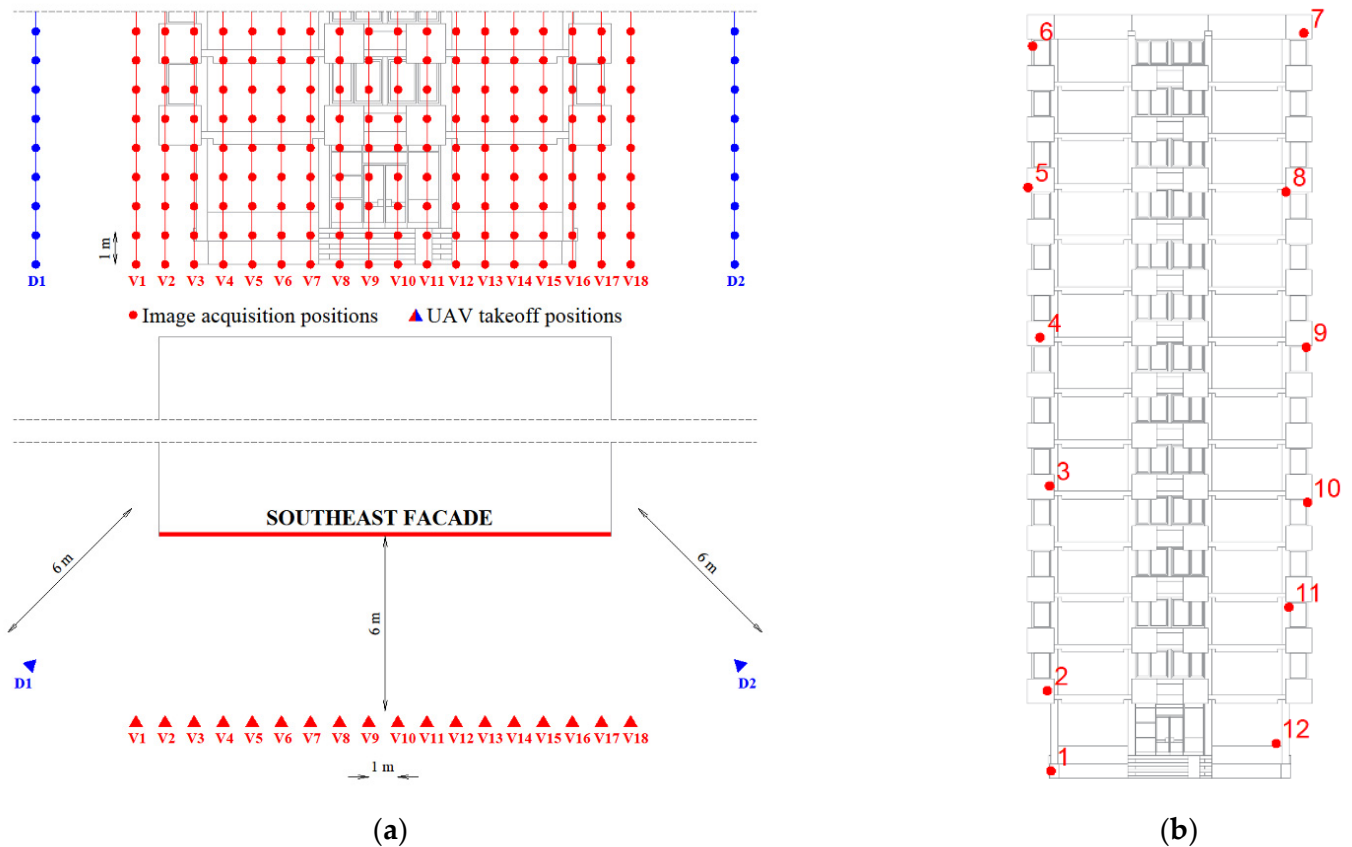 1 m
D1 V1 V2 V3 V4 V5 V6 V7 V8 V9 V10 V11 V12 V13 V14 V15 V16 V17 V18 D2
Image acquisition positions UAV takeoff positions
SOUTHEAST FACADE
6 m 6 m 6 m
D1 D2
V1 V2 V3 V4 V5 V6 V7 V8 V9 V10 V11 V12 V13 V14 V15 V16 V17 V18
1 m
(a)
6 7
5 8
4 9
3 10
11
2
12
1
(b)